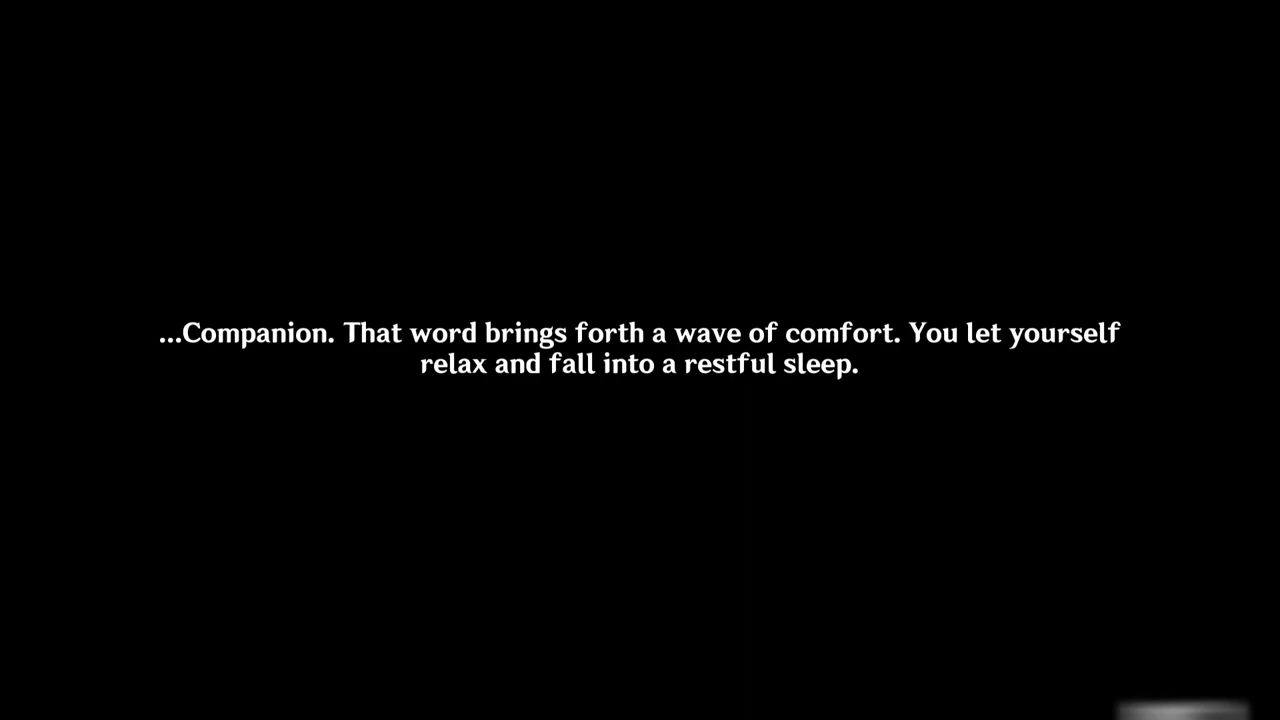 ...Companion. That word brings forth a wave of comfort. You let yourself
relax and fall into a restful sleep.